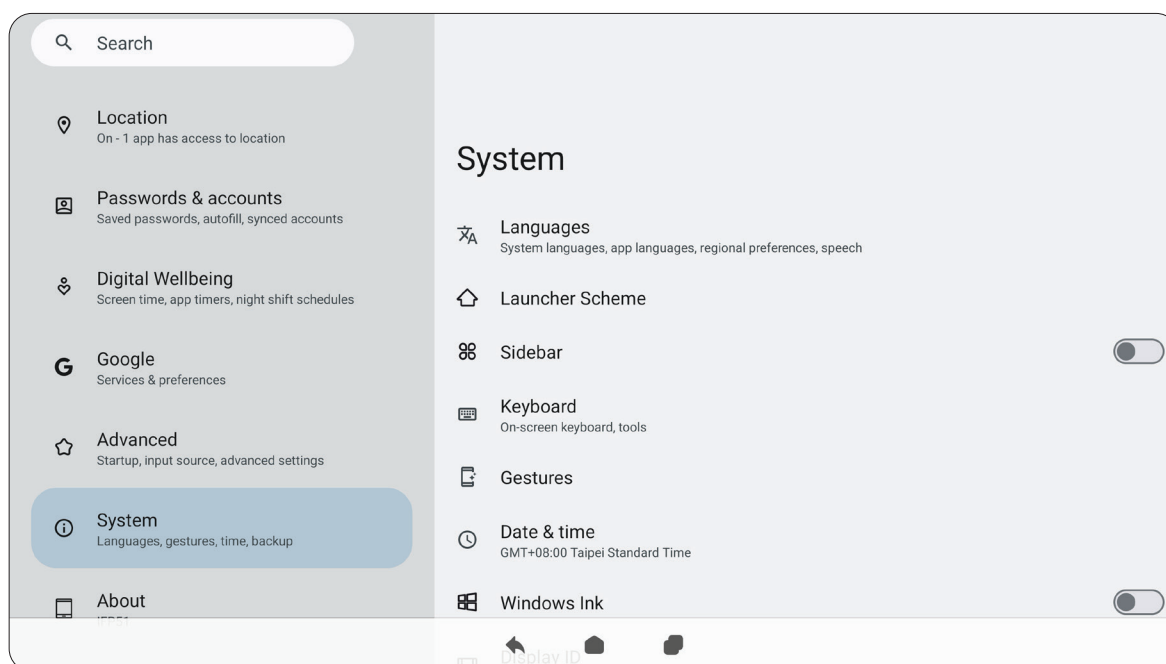 Search
Location
On - 1 app has access to location
Passwords & accounts
Saved passwords, autofill, synced accounts
Digital Wellbeing
Screen time, app timers, night shift schedules
Google
Services & preferences
Advanced
Startup, input source, advanced settings
System
Languages, gestures, time, backup
About
System
Languages
System languages, app languages, regional preferences, speech
Launcher Scheme
Sidebar
Keyboard
On-screen keyboard, tools
Gestures
Date & time
GMT+08:00 Taipei Standard Time
Windows Ink
Display ID